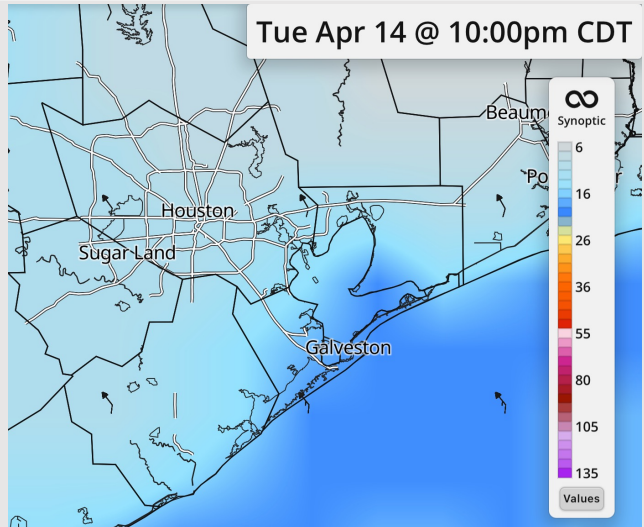 Tue Apr 14 @ 10:00pm CDT
Synoptic
6
16
26
36
55
80
105
135
Values
Houston
Sugar Land
Galveston